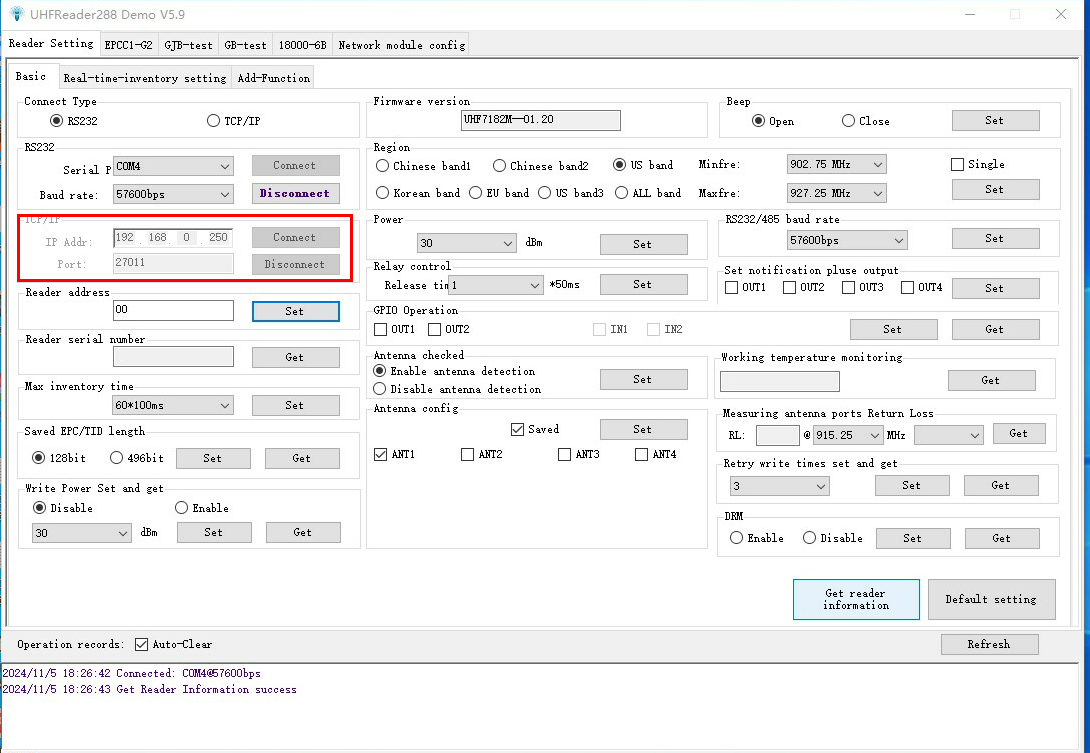 UHFReader288 Demo V5.9
Reader Setting EPCC1-G2 GJB-test GB-test 18000-6B Network module config
Basic Real-time-inventory setting Add-Function
Connect Type
RS232 TCP/IP
RS232
Serial P COM4 Connect
Baud rate: 57600bps Disconnect
TCP/IP
IP Addr: 192 . 168 . 0 . 250 Connect
Port: 27011 Disconnect
Reader address
00 Set
Reader serial number
Get
Max inventory time
60*100ms Set
Saved EPC/TID length
128bit 496bit Set Get
Write Power Set and get
Disable Enable
30 dBm Set Get
Firmware version
UHF7182M--01.20
Region
Chinese band1 Chinese band2 US band Minfre: 902.75 MHz Single
Korean band EU band US band3 ALL band Maxfre: 927.25 MHz Set
Power
30 dBm Set
Relay control
Release tim 1 *50ms Set
GPIO Operation
OUT1 OUT2 IN1 IN2 Set Get
Antenna checked
Enable antenna detection
Disable antenna detection
Set
Antenna config
Saved Set
ANT1 ANT2 ANT3 ANT4
Beep
Open Close Set
RS232/485 baud rate
57600bps Set
Set notification pluse output
OUT1 OUT2 OUT3 OUT4 Set
Working temperature monitoring
Get
Measuring antenna ports Return Loss
RL: @ 915.25 MHz Get
Retry write times set and get
3 Set Get
DRM
Enable Disable Set Get
Get reader
information
Default setting
Operation records: Auto-Clear Refresh
2024/11/5 18:26:42 Connected: COM4@57600bps
2024/11/5 18:26:43 Get Reader Information success